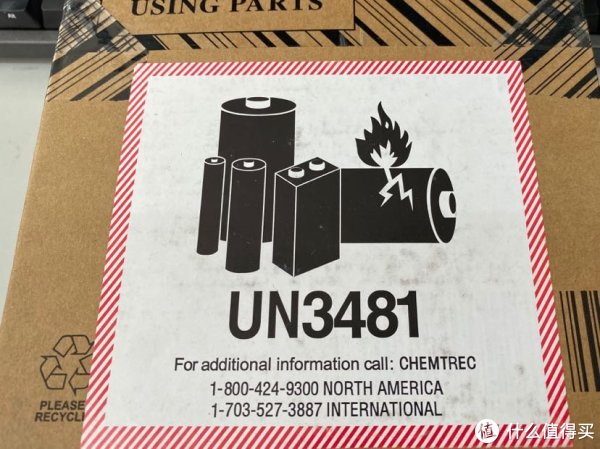 USING PARTS
UN3481
For additional information call: CHEMTREC
1-800-424-9300 NORTH AMERICA
1-703-527-3887 INTERNATIONAL
PLEASE
RECYCL
值 什么值得买